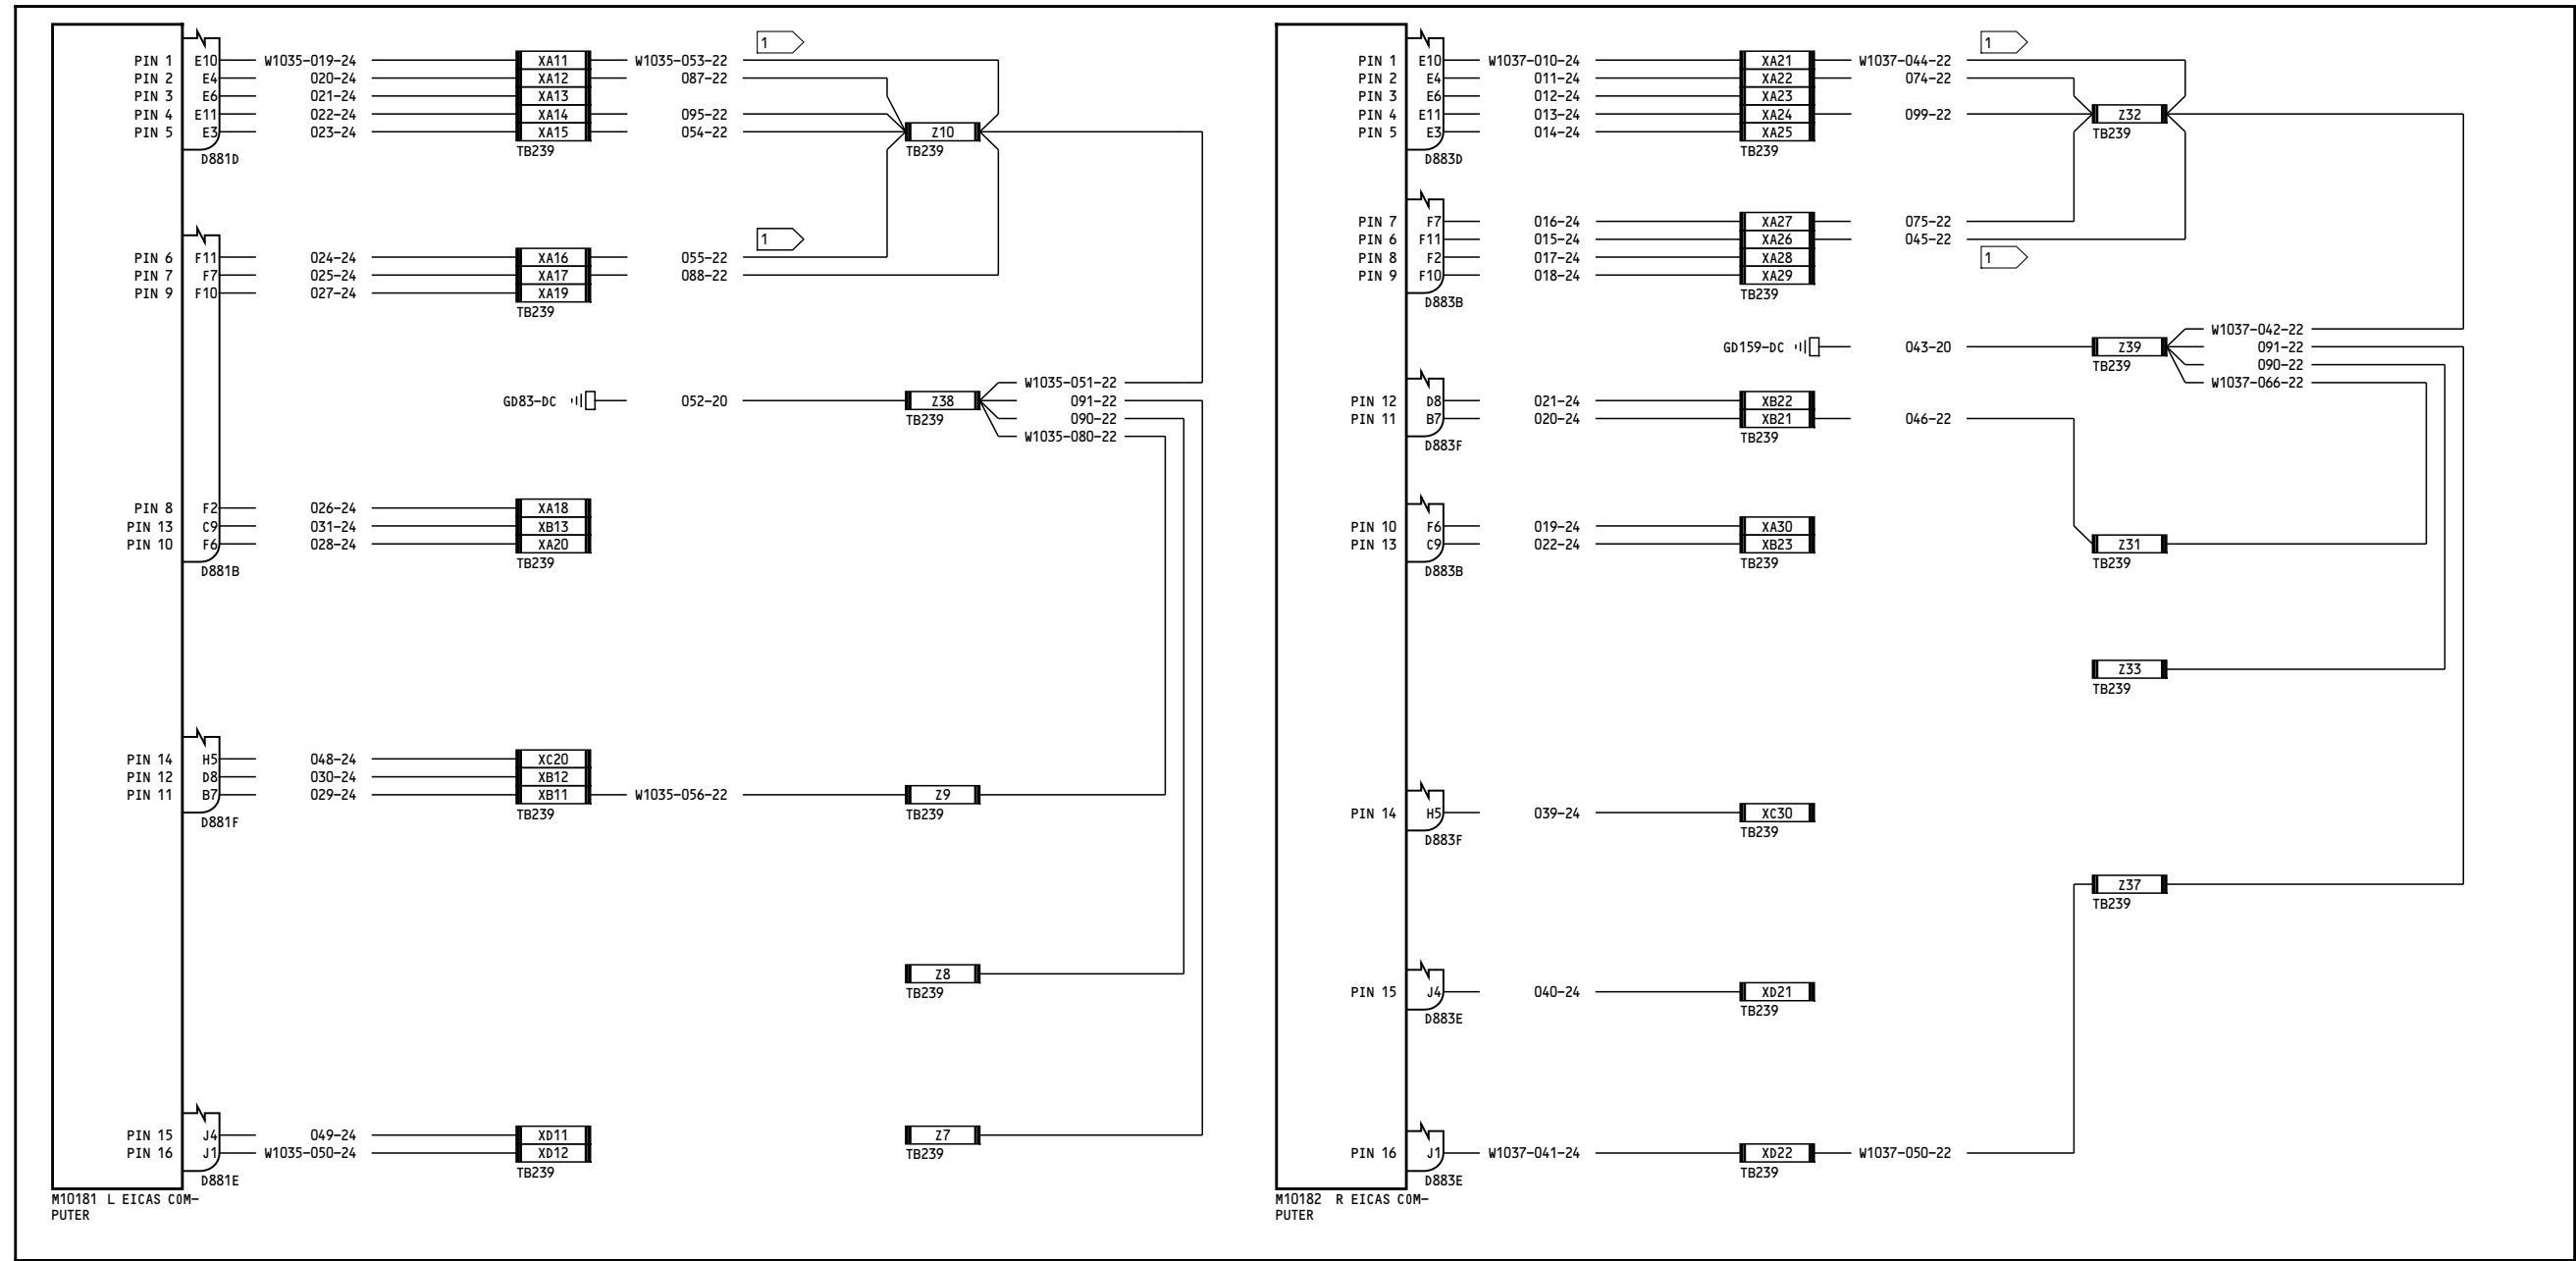 1
1
PIN 1 E10 W1035-019-24 XA11 W1035-053-22
PIN 2 E4 020-24 XA12 087-22
PIN 3 E6 021-24 XA13
PIN 4 E11 022-24 XA14 095-22
PIN 5 E3 023-24 XA15 054-22 Z10
D881D TB239 TB239
1
PIN 6 F11 024-24 XA16 055-22
PIN 7 F7 025-24 XA17 088-22
PIN 9 F10 027-24 XA19
TB239
W1035-051-22
GD83-DC 052-20 Z38 091-22
TB239 090-22
W1035-080-22
PIN 8 F2 026-24 XA18
PIN 13 C9 031-24 XB13
PIN 10 F6 028-24 XA20
D881B TB239
PIN 14 H5 048-24 XC20
PIN 12 D8 030-24 XB12
PIN 11 B7 029-24 XB11 W1035-056-22 Z9
D881F TB239 TB239
Z8
TB239
PIN 15 J4 049-24 XD11 Z7
PIN 16 J1 W1035-050-24 XD12 TB239
D881E TB239
M10181 L EICAS COM-
PUTER
PIN 1 E10 W1037-010-24 XA21 W1037-044-22
PIN 2 E4 011-24 XA22 074-22
PIN 3 E6 012-24 XA23
PIN 4 E11 013-24 XA24 099-22 Z32
PIN 5 E3 014-24 XA25 TB239
D883D TB239
PIN 7 F7 016-24 XA27 075-22
PIN 6 F11 015-24 XA26 045-22
PIN 8 F2 017-24 XA28 1
PIN 9 F10 018-24 XA29
D883B TB239
W1037-042-22
GD159-DC 043-20 Z39 091-22
TB239 090-22
W1037-066-22
PIN 12 D8 021-24 XB22
PIN 11 B7 020-24 XB21 046-22
D883F TB239
PIN 10 F6 019-24 XA30
PIN 13 C9 022-24 XB23 Z31
D883B TB239 TB239
Z33
TB239
PIN 14 H5 039-24 XC30
D883F TB239
Z37
TB239
PIN 15 J4 040-24 XD21
D883E TB239
PIN 16 J1 W1037-041-24 XD22 W1037-050-22
D883E TB239
M10182 R EICAS COM-
PUTER